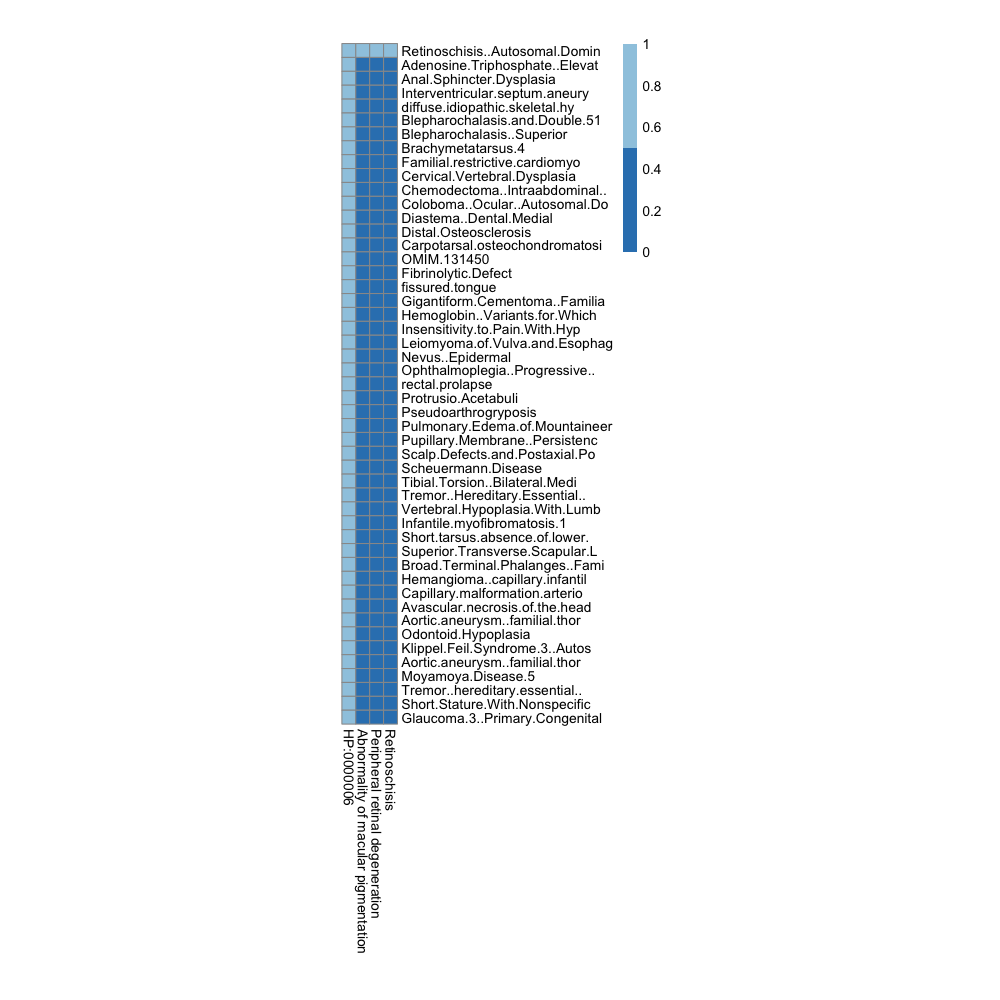 Retinoschisis..Autosomal.Domin
Adenosine.Triphosphate..Elevat
Anal.Sphincter.Dysplasia
Interventricular.septum.aneury
diffuse.idiopathic.skeletal.hy
Blepharochalasis.and.Double.51
Blepharochalasis..Superior
Brachymetatarsus.4
Familial.restrictive.cardiomyo
Cervical.Vertebral.Dysplasia
Chemodectoma..Intraabdominal..
Coloboma..Ocular..Autosomal.Do
Diastema..Dental.Medial
Distal.Osteosclerosis
Carpotarsal.osteochondromatosi
OMIM.131450
Fibrinolytic.Defect
fissured.tongue
Gigantiform.Cementoma..Familia
Hemoglobin..Variants.for.Which
Insensitivity.to.Pain.With.Hyp
Leiomyoma.of.Vulva.and.Esophag
Nevus..Epidermal
Ophthalmoplegia..Progressive..
rectal.prolapse
Protrusio.Acetabuli
Pseudoarthrogryposis
Pulmonary.Edema.of.Mountaineer
Pupillary.Membrane..Persistenc
Scalp.Defects.and.Postaxial.Po
Scheuermann.Disease
Tibial.Torsion..Bilateral.Medi
Tremor..Hereditary.Essential..
Vertebral.Hypoplasia.With.Lumb
Infantile.myofibromatosis.1
Short.tarsus.absence.of.lower.
Superior.Transverse.Scapular.L
Broad.Terminal.Phalanges..Fami
Hemangioma..capillary.infantil
Capillary.malformation.arterio
Avascular.necrosis.of.the.head
Aortic.aneurysm..familial.thor
Odontoid.Hypoplasia
Klippel.Feil.Syndrome.3..Autos
Aortic.aneurysm..familial.thor
Moyamoya.Disease.5
Tremor..hereditary.essential..
Short.Stature.With.Nonspecific
Glaucoma.3..Primary.Congenital
1
0.8
0.6
0.4
0.2
0
HP:0000006
Abnormality of macular pigmentation
Peripheral retinal degeneration
Retinoschisis